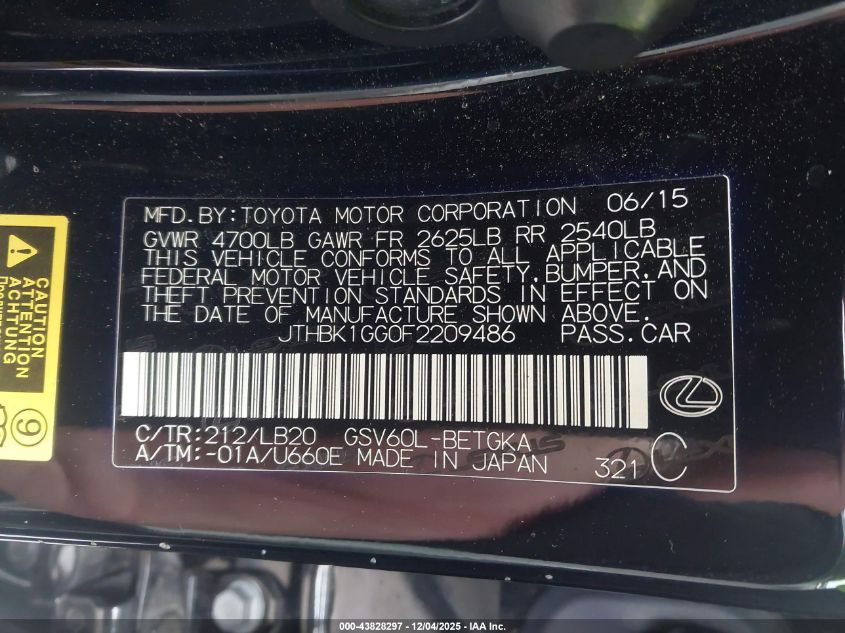 MFD.BY:TOYOTA MOTOR CORPORATION 06/15
GVWR 4700LB GAWR FR 2625LB RR 2540LB
THIS VEHICLE CONFORMS TO ALL APPLICABLE
FEDERAL MOTOR VEHICLE SAFETY,BUMPER,AND
THEFT PREVENTION STANDARDS IN EFFECT ON
THE DATE OF MANUFACTURE SHOWN ABOVE.
JTHBK1GG0F2209486 PASS.CAR
C/TR:212/LB20 GSV60L-BETGKA
A/TM:-01A/U660E MADE IN JAPAN 321 C
CAUTION
ATTENTION
ACHTUNG
9
000-43828297 - 12/04/2025 - IAA Inc.